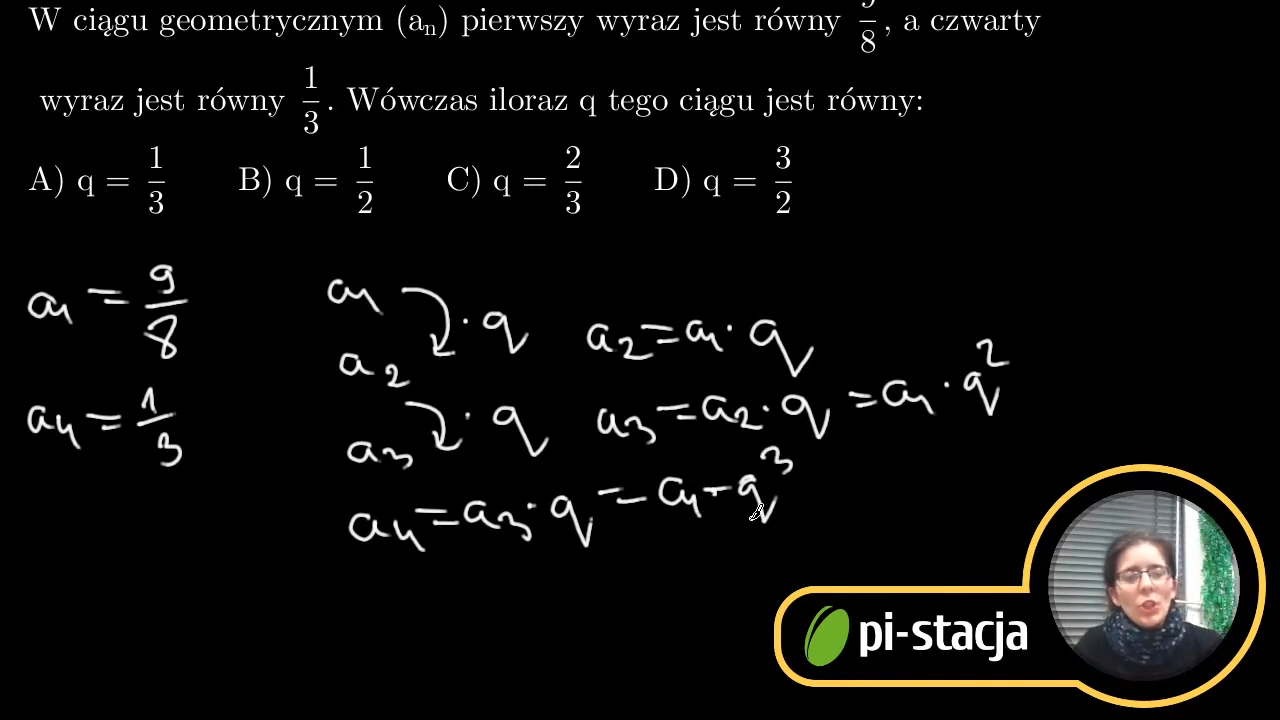 W ciągu geometrycznym (aₙ) pierwszy wyraz jest równy 9/8, a czwarty
wyraz jest równy 1/3. Wówczas iloraz q tego ciągu jest równy:
A) q = 1/3 B) q = 1/2 C) q = 2/3 D) q = 3/2
a₁ = 9/8
a₄ = 1/3
a₁ · q
a₂ · q
a₃
a₂ = a₁ · q
a₃ = a₂ · q = a₁ · q²
a₄ = a₃ · q = a₁ · q³
pi-stacja